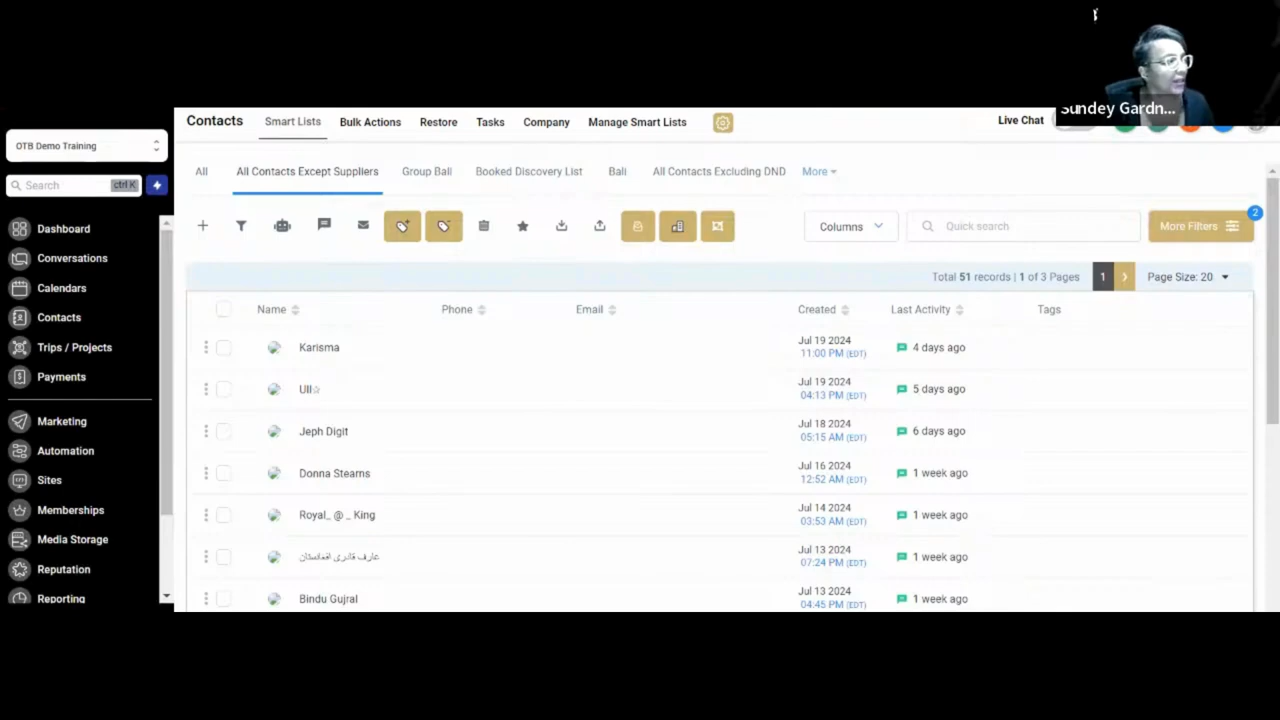 Sundey Gardn...
OTB Demo Training
Search
ctrl K
Dashboard
Conversations
Calendars
Contacts
Trips / Projects
Payments
Marketing
Automation
Sites
Memberships
Media Storage
Reputation
Reporting
Contacts
Smart Lists
Bulk Actions
Restore
Tasks
Company
Manage Smart Lists
Live Chat
All
All Contacts Except Suppliers
Group Bali
Booked Discovery List
Bali
All Contacts Excluding DND
More
Columns
Quick search
More Filters
2
Total 51 records | 1 of 3 Pages
1
Page Size: 20
Name Phone Email Created Last Activity Tags
Karisma Jul 19 2024 4 days ago
11:00 PM (EDT)
Ull☆ Jul 19 2024 5 days ago
04:13 PM (EDT)
Jeph Digit Jul 18 2024 6 days ago
05:15 AM (EDT)
Donna Stearns Jul 16 2024 1 week ago
12:52 AM (EDT)
Royal_ @ _ King Jul 14 2024 1 week ago
03:53 AM (EDT)
عارف قادری افغانستان Jul 13 2024 1 week ago
07:24 PM (EDT)
Bindu Gujral Jul 13 2024 1 week ago
04:45 PM (EDT)